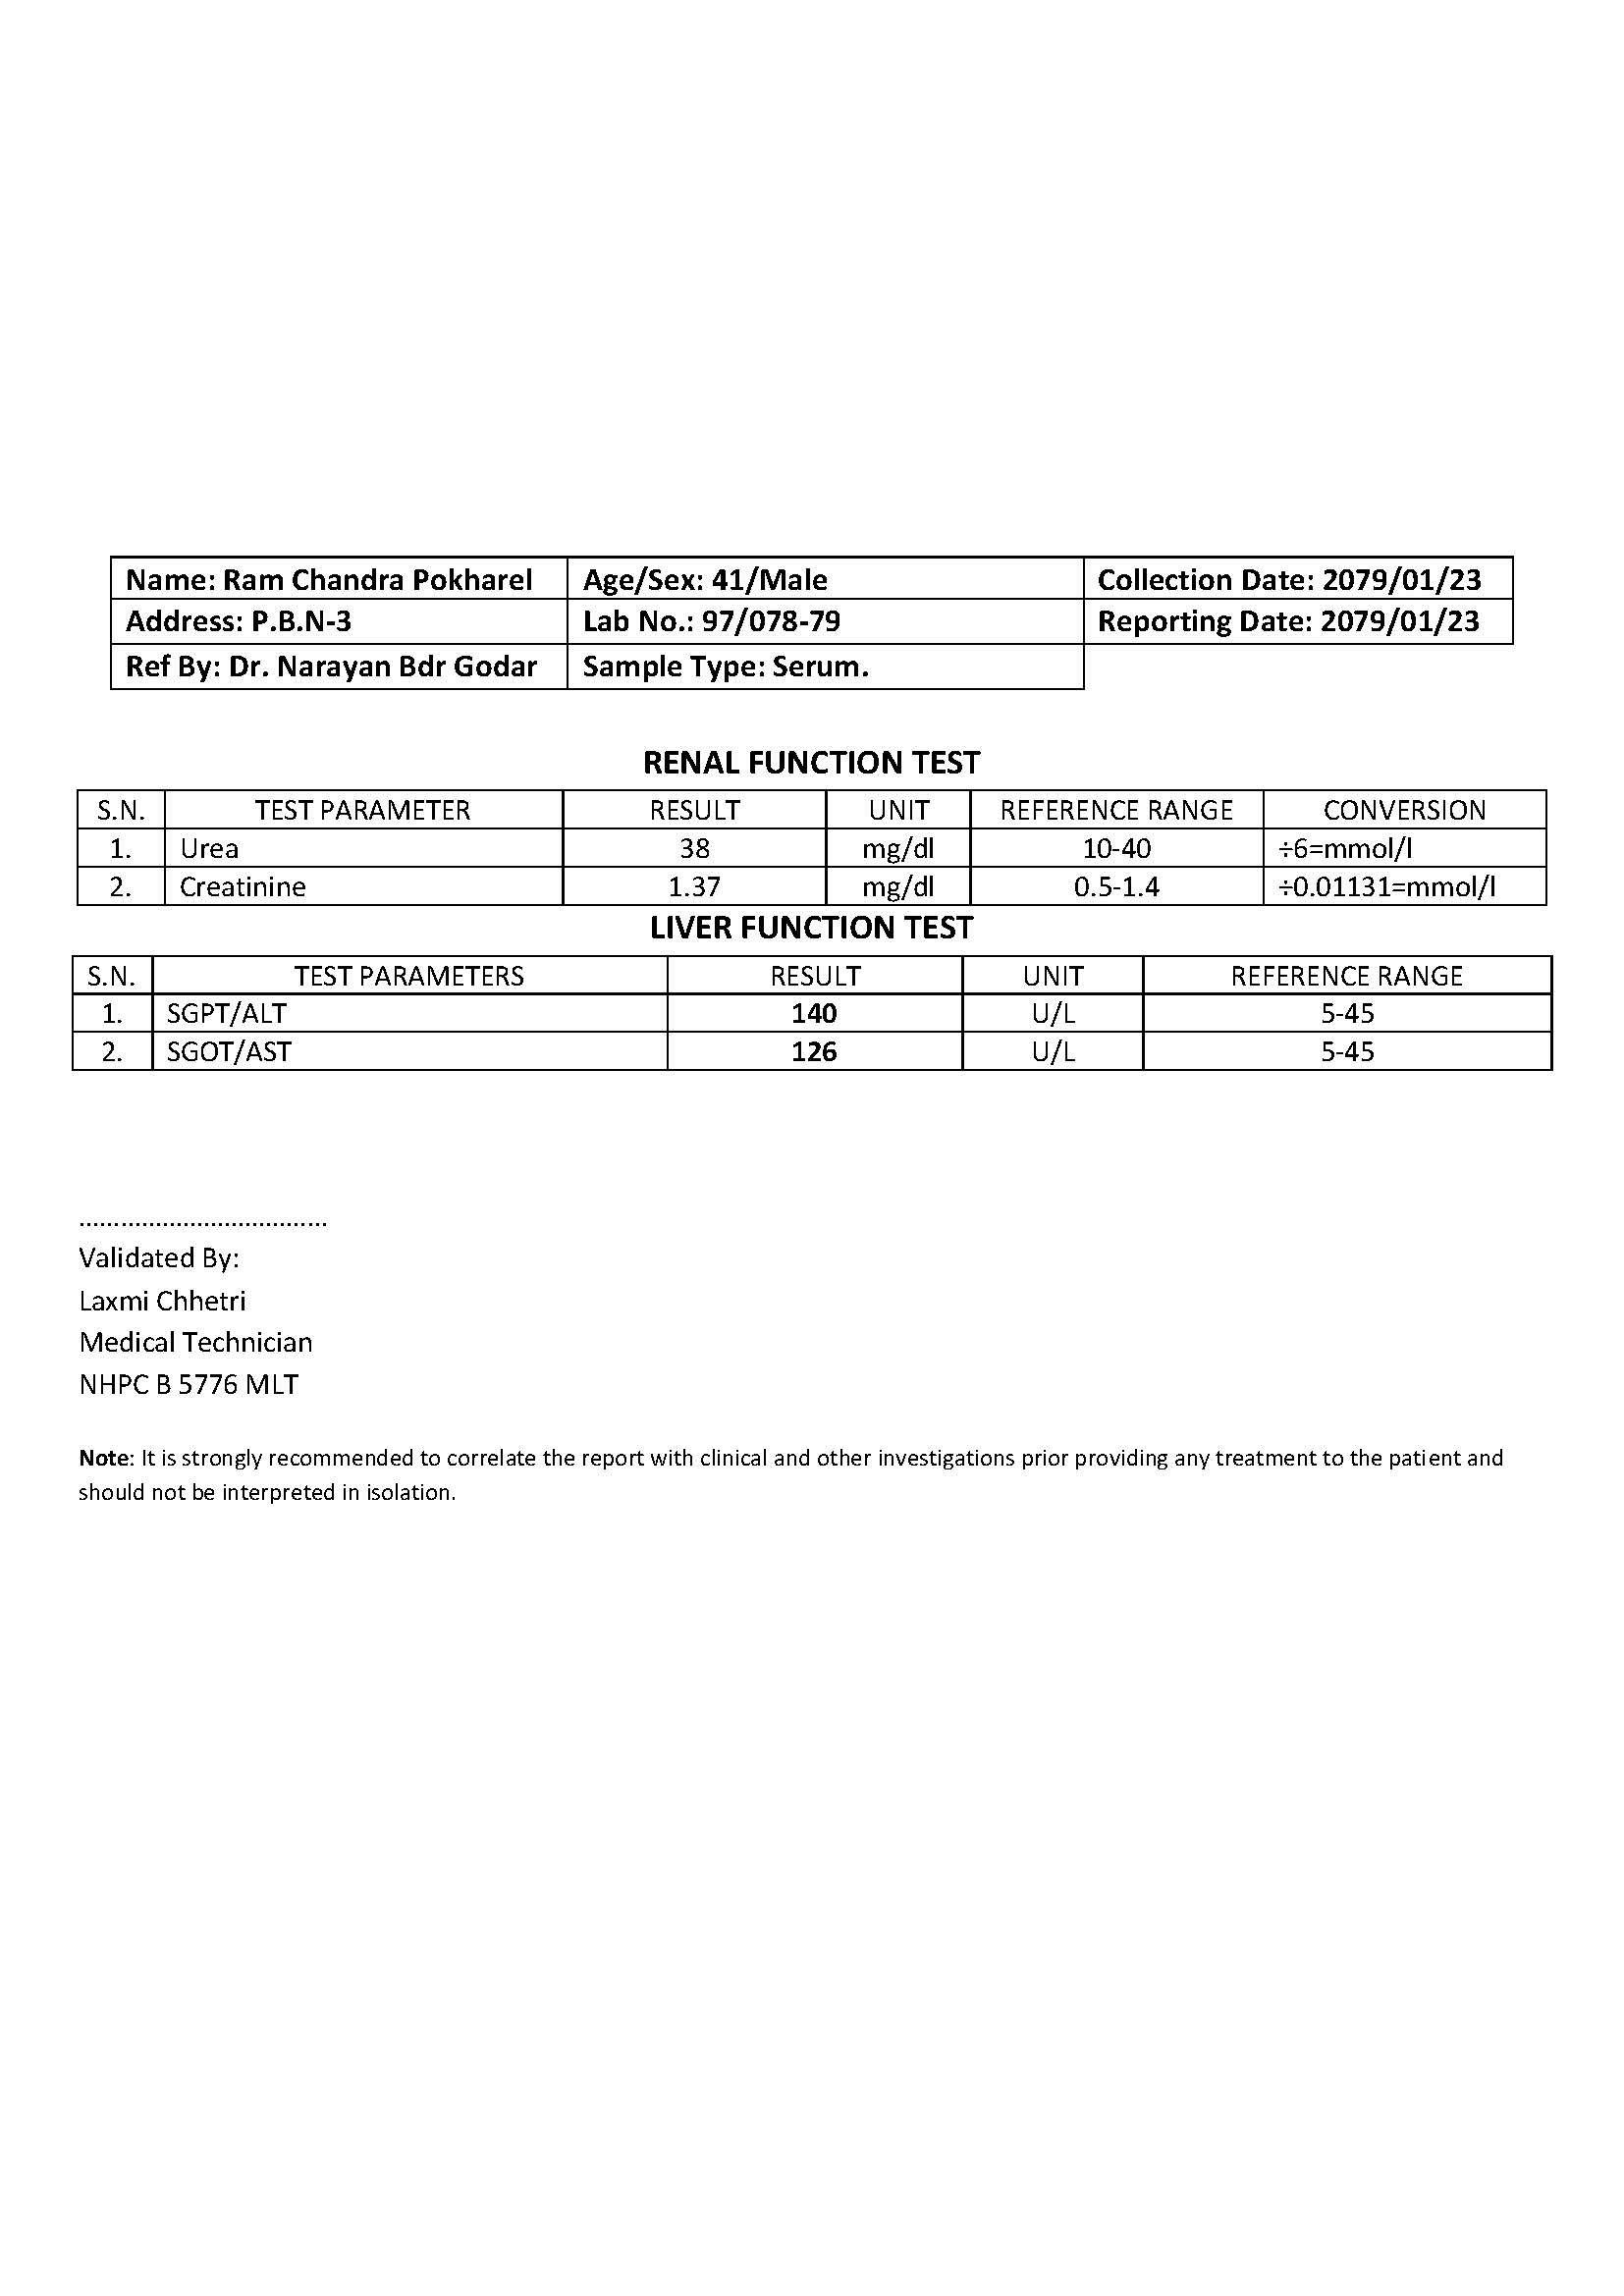 Name: Ram Chandra Pokharel Age/Sex: 41/Male Collection Date: 2079/01/23
Address: P.B.N-3 Lab No.: 97/078-79 Reporting Date: 2079/01/23
Ref By: Dr. Narayan Bdr Godar Sample Type: Serum.
RENAL FUNCTION TEST
S.N. TEST PARAMETER RESULT UNIT REFERENCE RANGE CONVERSION
1. Urea 38 mg/dl 10-40 ÷6=mmol/l
2. Creatinine 1.37 mg/dl 0.5-1.4 ÷0.01131=mmol/l
LIVER FUNCTION TEST
S.N. TEST PARAMETERS RESULT UNIT REFERENCE RANGE
1. SGPT/ALT 140 U/L 5-45
2. SGOT/AST 126 U/L 5-45
....................................
Validated By:
Laxmi Chhetri
Medical Technician
NHPC B 5776 MLT
Note: It is strongly recommended to correlate the report with clinical and other investigations prior providing any treatment to the patient and
should not be interpreted in isolation.